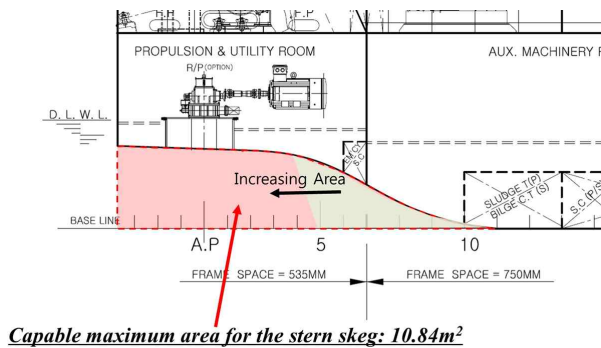 F.P
PROPULSION & UTILITY ROOM
AUX. MACHINERY
R/P (OPTION)
D. L. W. L.
S.C
Increasing Area
SLUDGE T(P)
BILGE C.T (S)
S.C (P/S
BASE LINE
A.P 5 10
FRAME SPACE = 535MM FRAME SPACE = 750MM
Capable maximum area for the stern skeg: 10.84m²